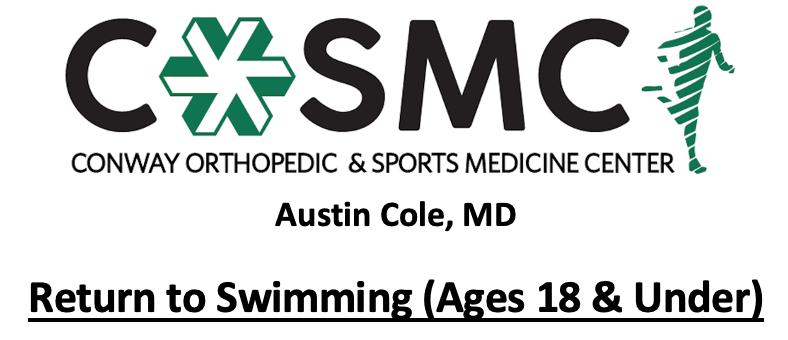 COSMC
CONWAY ORTHOPEDIC & SPORTS MEDICINE CENTER
Austin Cole, MD
Return to Swimming (Ages 18 & Under)